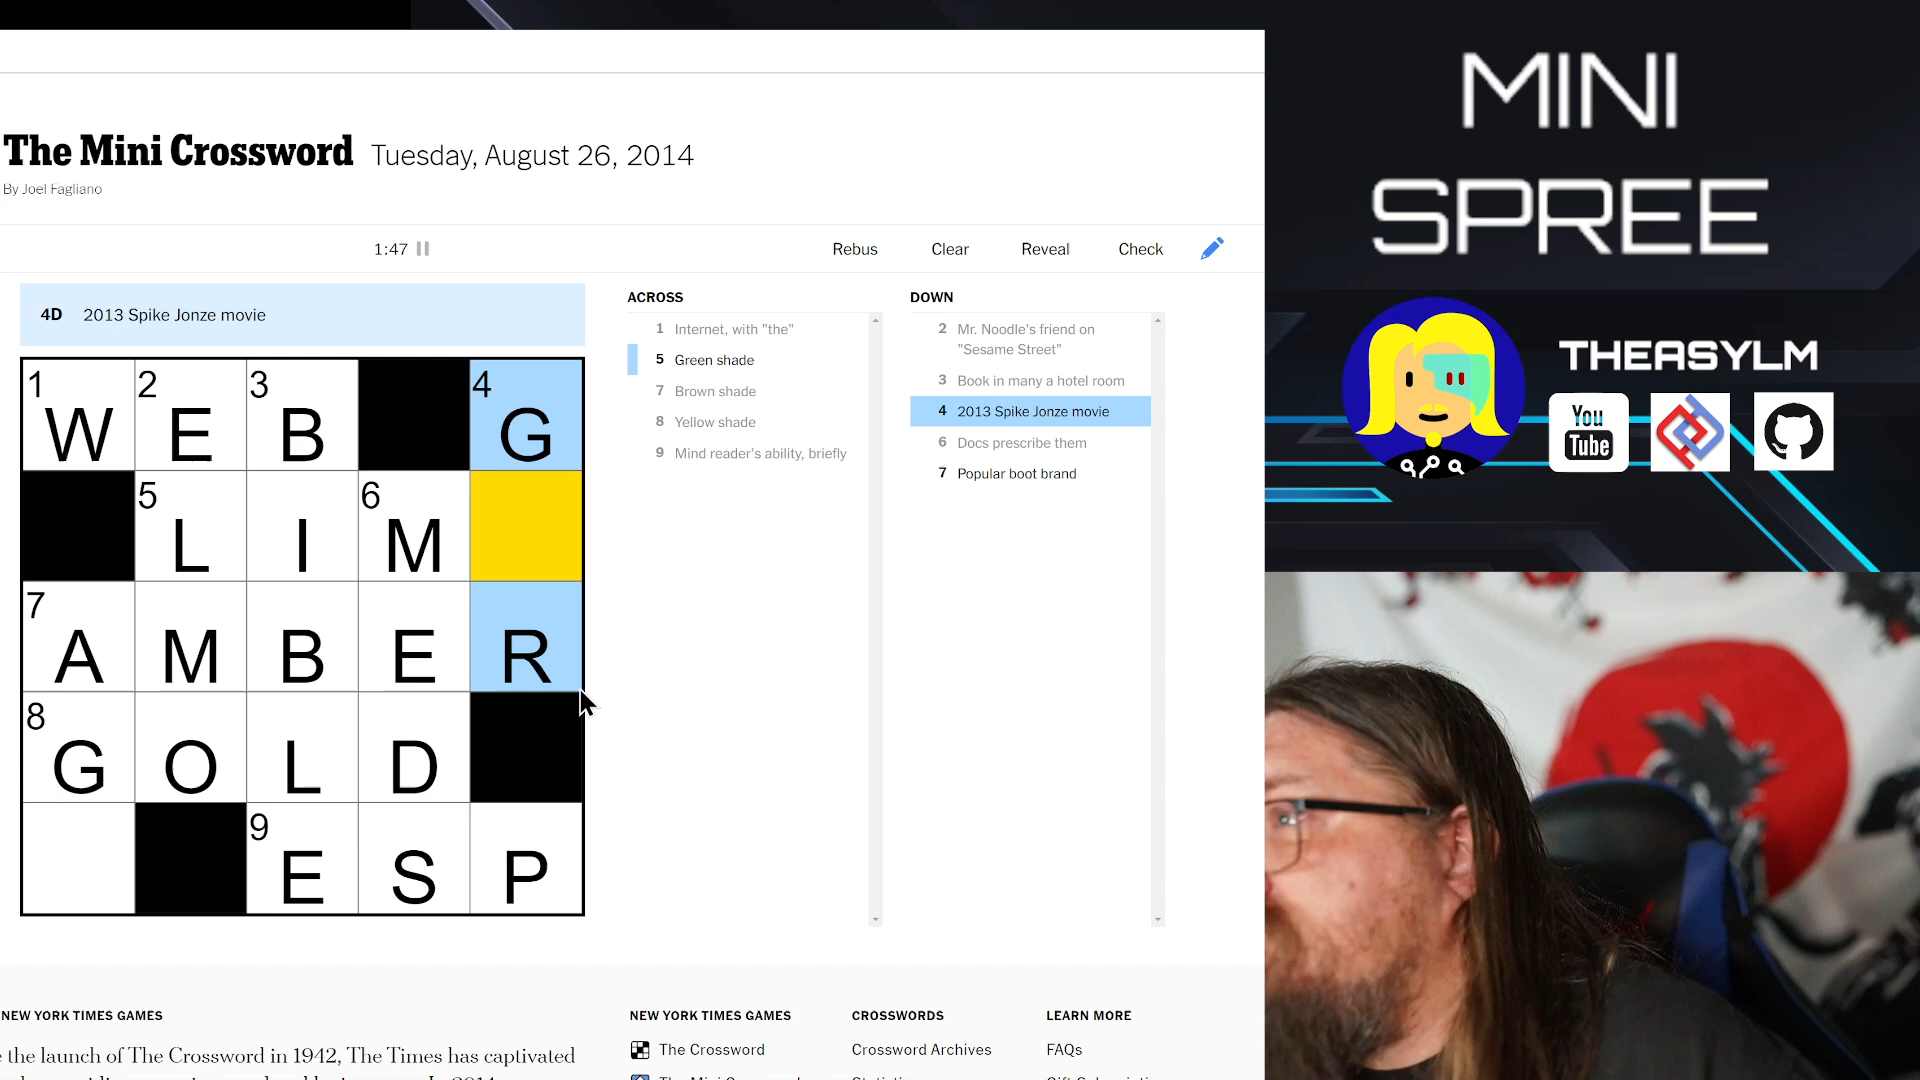 MINI
SPREE
THEASYLM
You
Tube
The Mini Crossword Tuesday, August 26, 2014
By Joel Fagliano
1:47
Rebus Clear Reveal Check
4D 2013 Spike Jonze movie
1 W 2 E 3 B 4 G
5 L I 6 M
7 A M B E R
8 G O L D
9 E S P
ACROSS
1 Internet, with "the"
5 Green shade
7 Brown shade
8 Yellow shade
9 Mind reader's ability, briefly
DOWN
2 Mr. Noodle's friend on
"Sesame Street"
3 Book in many a hotel room
4 2013 Spike Jonze movie
6 Docs prescribe them
7 Popular boot brand
NEW YORK TIMES GAMES
the launch of The Crossword in 1942, The Times has captivated
NEW YORK TIMES GAMES
The Crossword
CROSSWORDS
Crossword Archives
LEARN MORE
FAQs